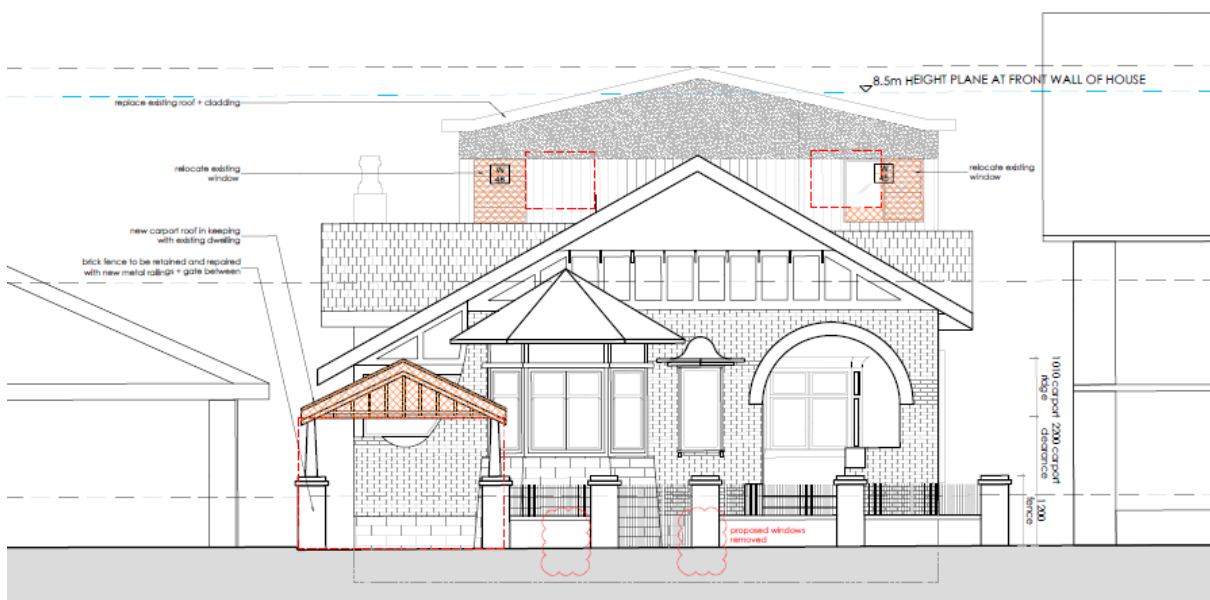 8.5m HEIGHT PLANE AT FRONT WALL OF HOUSE
replace existing roof + cladding
relocate existing
window
W
46
W
45
relocate existing
window
new carport roof in keeping
with existing dwelling
brick fence to be retained and repaired
with new metal railings + gate between
1010 carport
ridge
2200 carport
clearance
1200
fence
proposed windows
removed